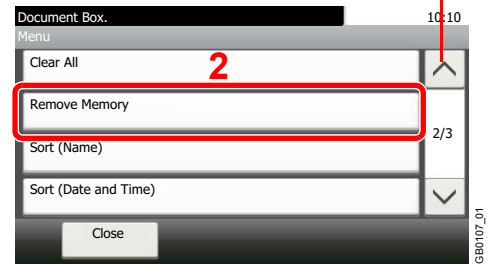 Document Box.
10:10
Menu
Clear All
2
Remove Memory
2/3
Sort (Name)
Sort (Date and Time)
Close
GB0107_01